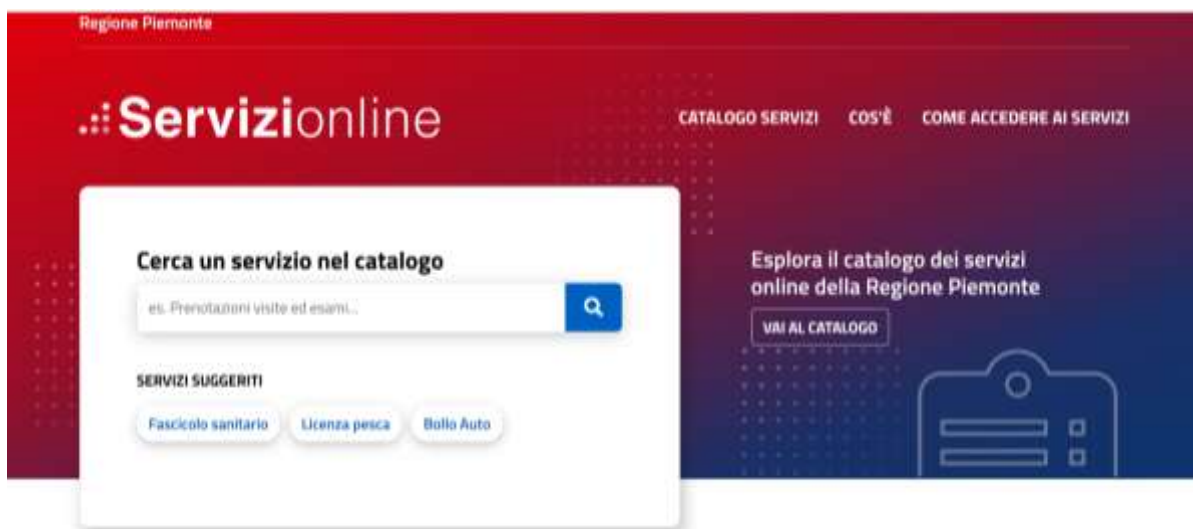 Regione Piemonte
Servizionline
CATALOGO SERVIZI COS'È COME ACCEDERE AI SERVIZI
Cerca un servizio nel catalogo
es. Prenotazioni visite ed esami...
SERVIZI SUGGERITI
Fascicolo sanitario Licenza pesca Bollo Auto
Esplora il catalogo dei servizi
online della Regione Piemonte
VAI AL CATALOGO